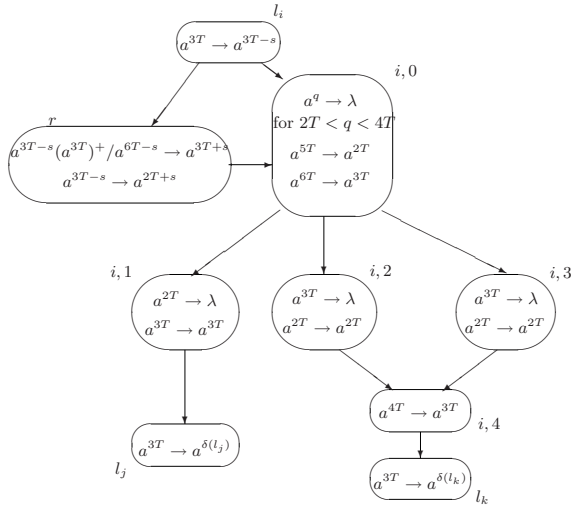 l_i
a^{3T} → a^{3T−s}
i, 0
a^q → λ
for 2T < q < 4T
a^{5T} → a^{2T}
a^{6T} → a^{3T}
r
a^{3T−s}(a^{3T})^+/a^{6T−s} → a^{3T+s}
a^{3T−s} → a^{2T+s}
i, 1
a^{2T} → λ
a^{3T} → a^{3T}
i, 2
a^{3T} → λ
a^{2T} → a^{2T}
i, 3
a^{3T} → λ
a^{2T} → a^{2T}
a^{4T} → a^{3T}
i, 4
a^{3T} → a^{δ(l_j)}
l_j
a^{3T} → a^{δ(l_k)}
l_k